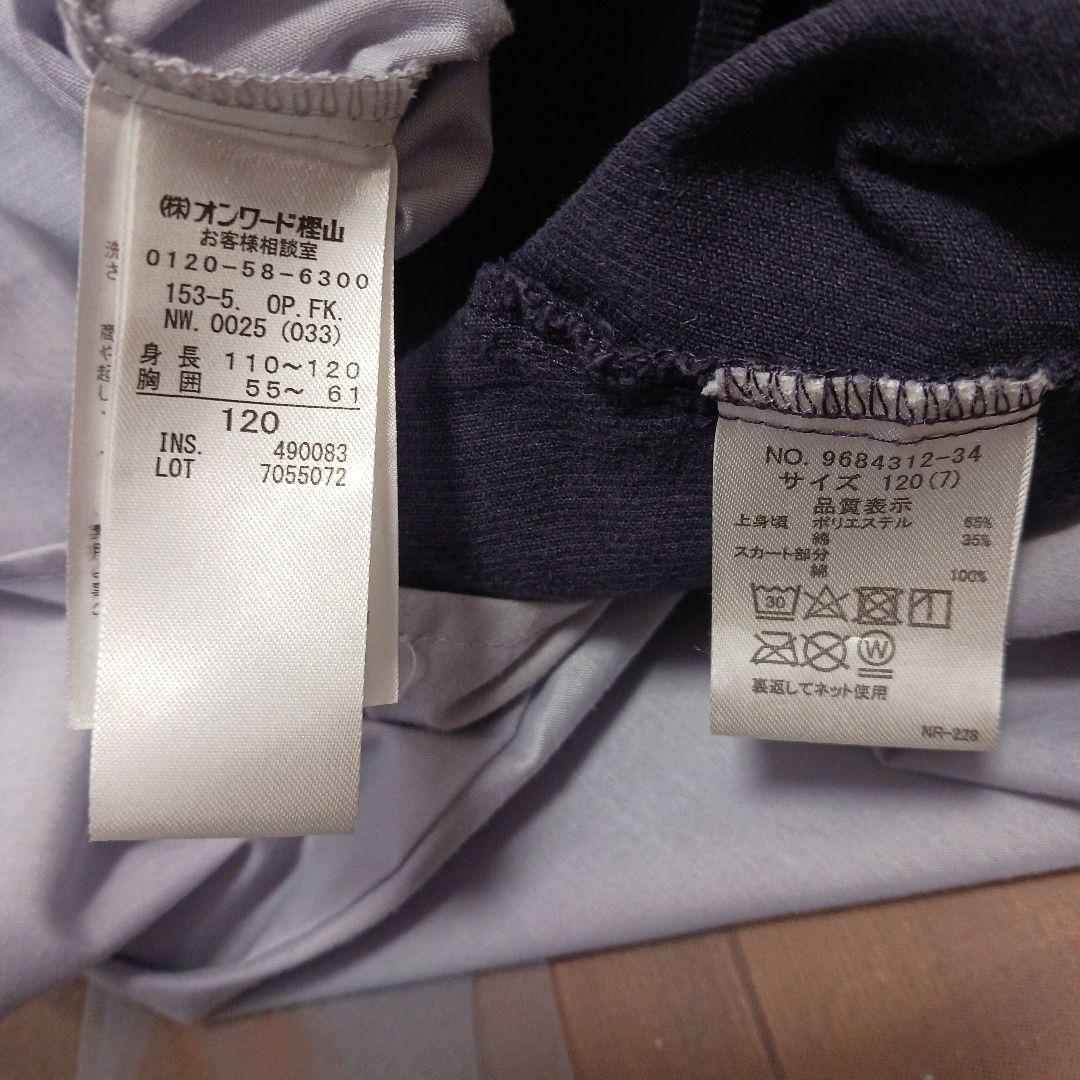 (株)オンワード樫山
お客様相談室
0120-58-6300
153-5. OP.FK.
NW. 0025 (033)
身長 110～120
胸囲 55～ 61
120
INS. 490083
LOT 7055072
NO. 9684312-34
サイズ 120(7)
品質表示
上身頃 ポリエステル 65%
綿 35%
スカート部分
綿 100%
30
W
裏返してネット使用
NR-228